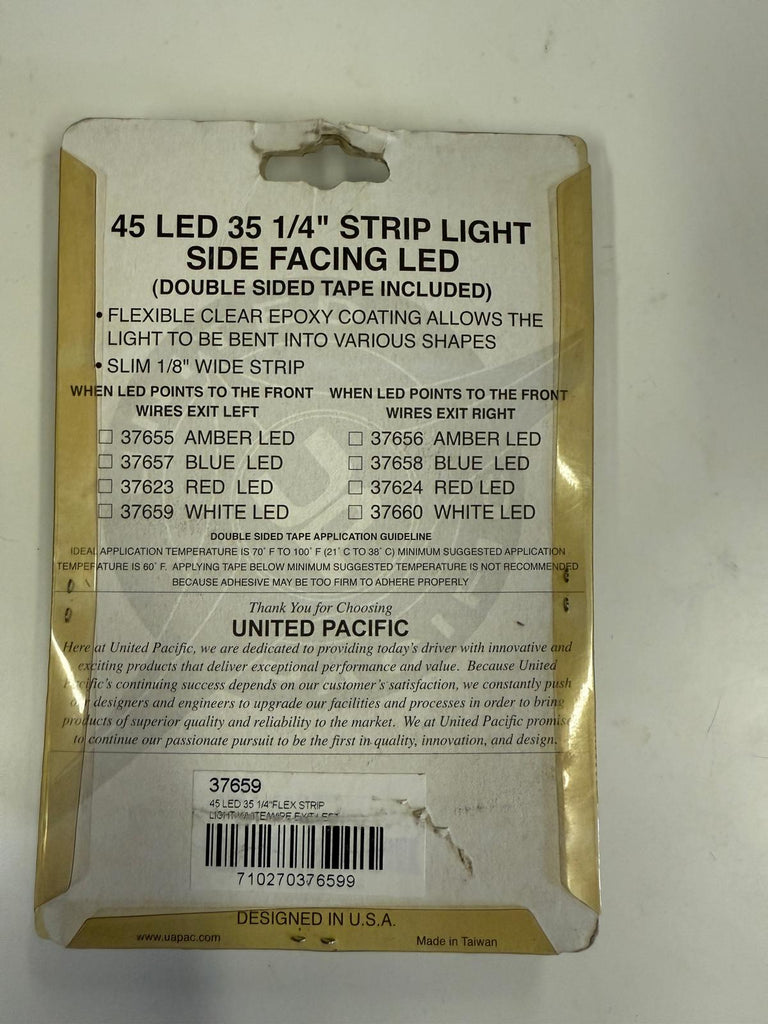 45 LED 35 1/4" STRIP LIGHT
SIDE FACING LED
(DOUBLE SIDED TAPE INCLUDED)
• FLEXIBLE CLEAR EPOXY COATING ALLOWS THE
LIGHT TO BE BENT INTO VARIOUS SHAPES
• SLIM 1/8" WIDE STRIP
WHEN LED POINTS TO THE FRONT
WIRES EXIT LEFT
☐ 37655 AMBER LED
☐ 37657 BLUE LED
☐ 37623 RED LED
☐ 37659 WHITE LED
WHEN LED POINTS TO THE FRONT
WIRES EXIT RIGHT
☐ 37656 AMBER LED
☐ 37658 BLUE LED
☐ 37624 RED LED
☐ 37660 WHITE LED
DOUBLE SIDED TAPE APPLICATION GUIDELINE
IDEAL APPLICATION TEMPERATURE IS 70° F TO 100° F (21° C TO 38° C) MINIMUM SUGGESTED APPLICATION
TEMPERATURE IS 60° F. APPLYING TAPE BELOW MINIMUM SUGGESTED TEMPERATURE IS NOT RECOMMENDED
BECAUSE ADHESIVE MAY BE TOO FIRM TO ADHERE PROPERLY
Thank You for Choosing
UNITED PACIFIC
Here at United Pacific, we are dedicated to providing today's driver with innovative and
exciting products that deliver exceptional performance and value. Because United
Pacific's continuing success depends on our customer's satisfaction, we constantly push
our designers and engineers to upgrade our facilities and processes in order to bring
products of superior quality and reliability to the market. We at United Pacific promise
to continue our passionate pursuit to be the first in quality, innovation, and design.
37659
45 LED 35 1/4"FLEX STRIP
LIGHT/WHITE/WIRE EXIT LEFT
710270376599
DESIGNED IN U.S.A.
www.uapac.com
Made in Taiwan